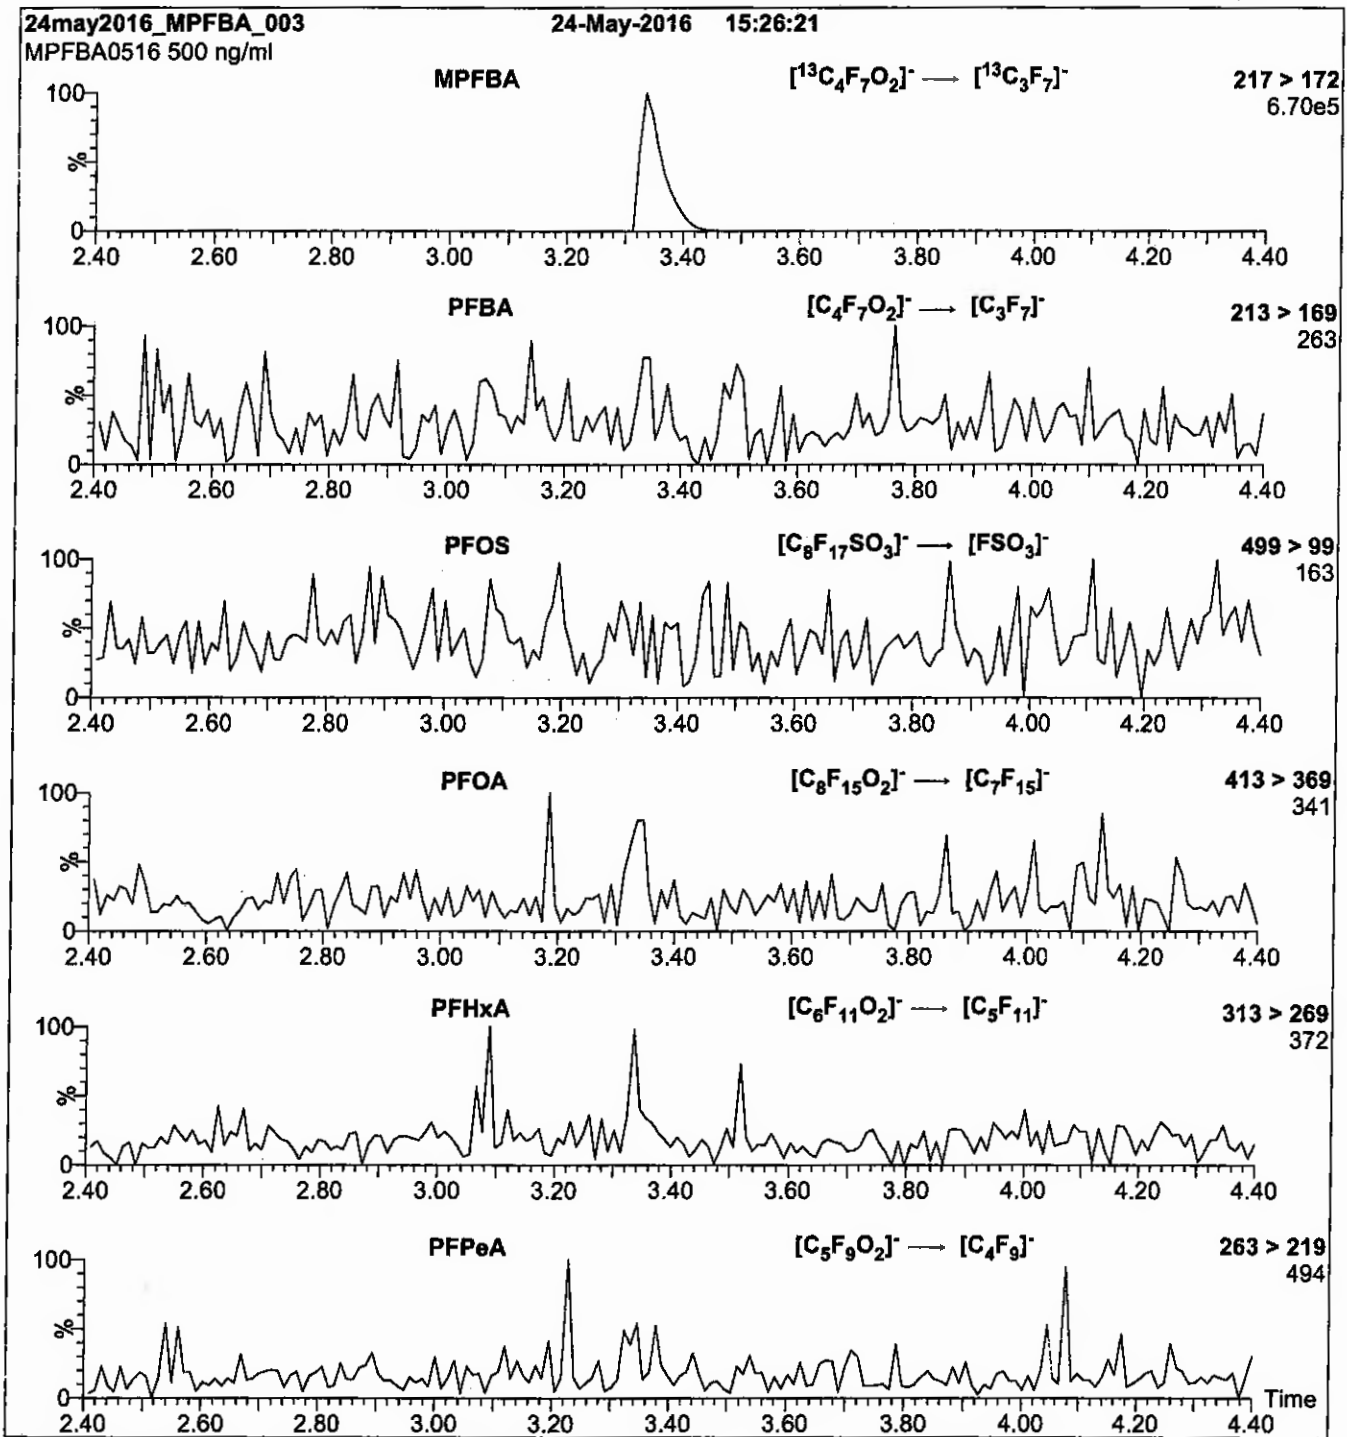 24may2016_MPFBA_003 24-May-2016 15:26:21
MPFBA0516 500 ng/ml
MPFBA [¹³C₄F₇O₂]⁻ → [¹³C₃F₇]⁻ 217 > 172
6.70e5
100
%
0
2.40 2.60 2.80 3.00 3.20 3.40 3.60 3.80 4.00 4.20 4.40
PFBA [C₄F₇O₂]⁻ → [C₃F₇]⁻ 213 > 169
263
100
%
0
2.40 2.60 2.80 3.00 3.20 3.40 3.60 3.80 4.00 4.20 4.40
PFOS [C₈F₁₇SO₃]⁻ → [FSO₃]⁻ 499 > 99
163
100
%
0
2.40 2.60 2.80 3.00 3.20 3.40 3.60 3.80 4.00 4.20 4.40
PFOA [C₈F₁₅O₂]⁻ → [C₇F₁₅]⁻ 413 > 369
341
100
%
0
2.40 2.60 2.80 3.00 3.20 3.40 3.60 3.80 4.00 4.20 4.40
PFHxA [C₆F₁₁O₂]⁻ → [C₅F₁₁]⁻ 313 > 269
372
100
%
0
2.40 2.60 2.80 3.00 3.20 3.40 3.60 3.80 4.00 4.20 4.40
PFPeA [C₅F₉O₂]⁻ → [C₄F₉]⁻ 263 > 219
494
100
%
0
Time
2.40 2.60 2.80 3.00 3.20 3.40 3.60 3.80 4.00 4.20 4.40